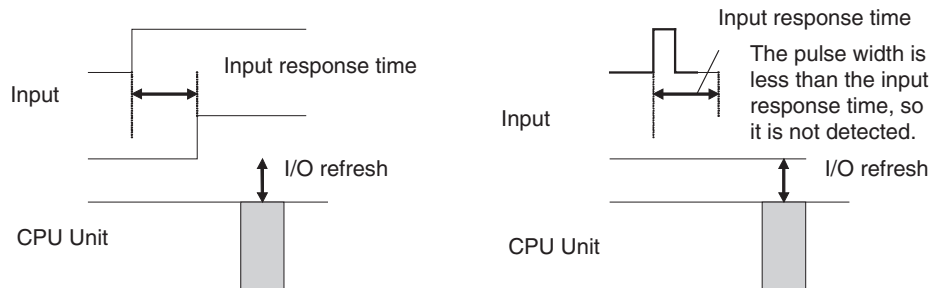 Input response time
Input
I/O refresh
CPU Unit
Input response time
The pulse width is
less than the input
response time, so
it is not detected.
Input
I/O refresh
CPU Unit